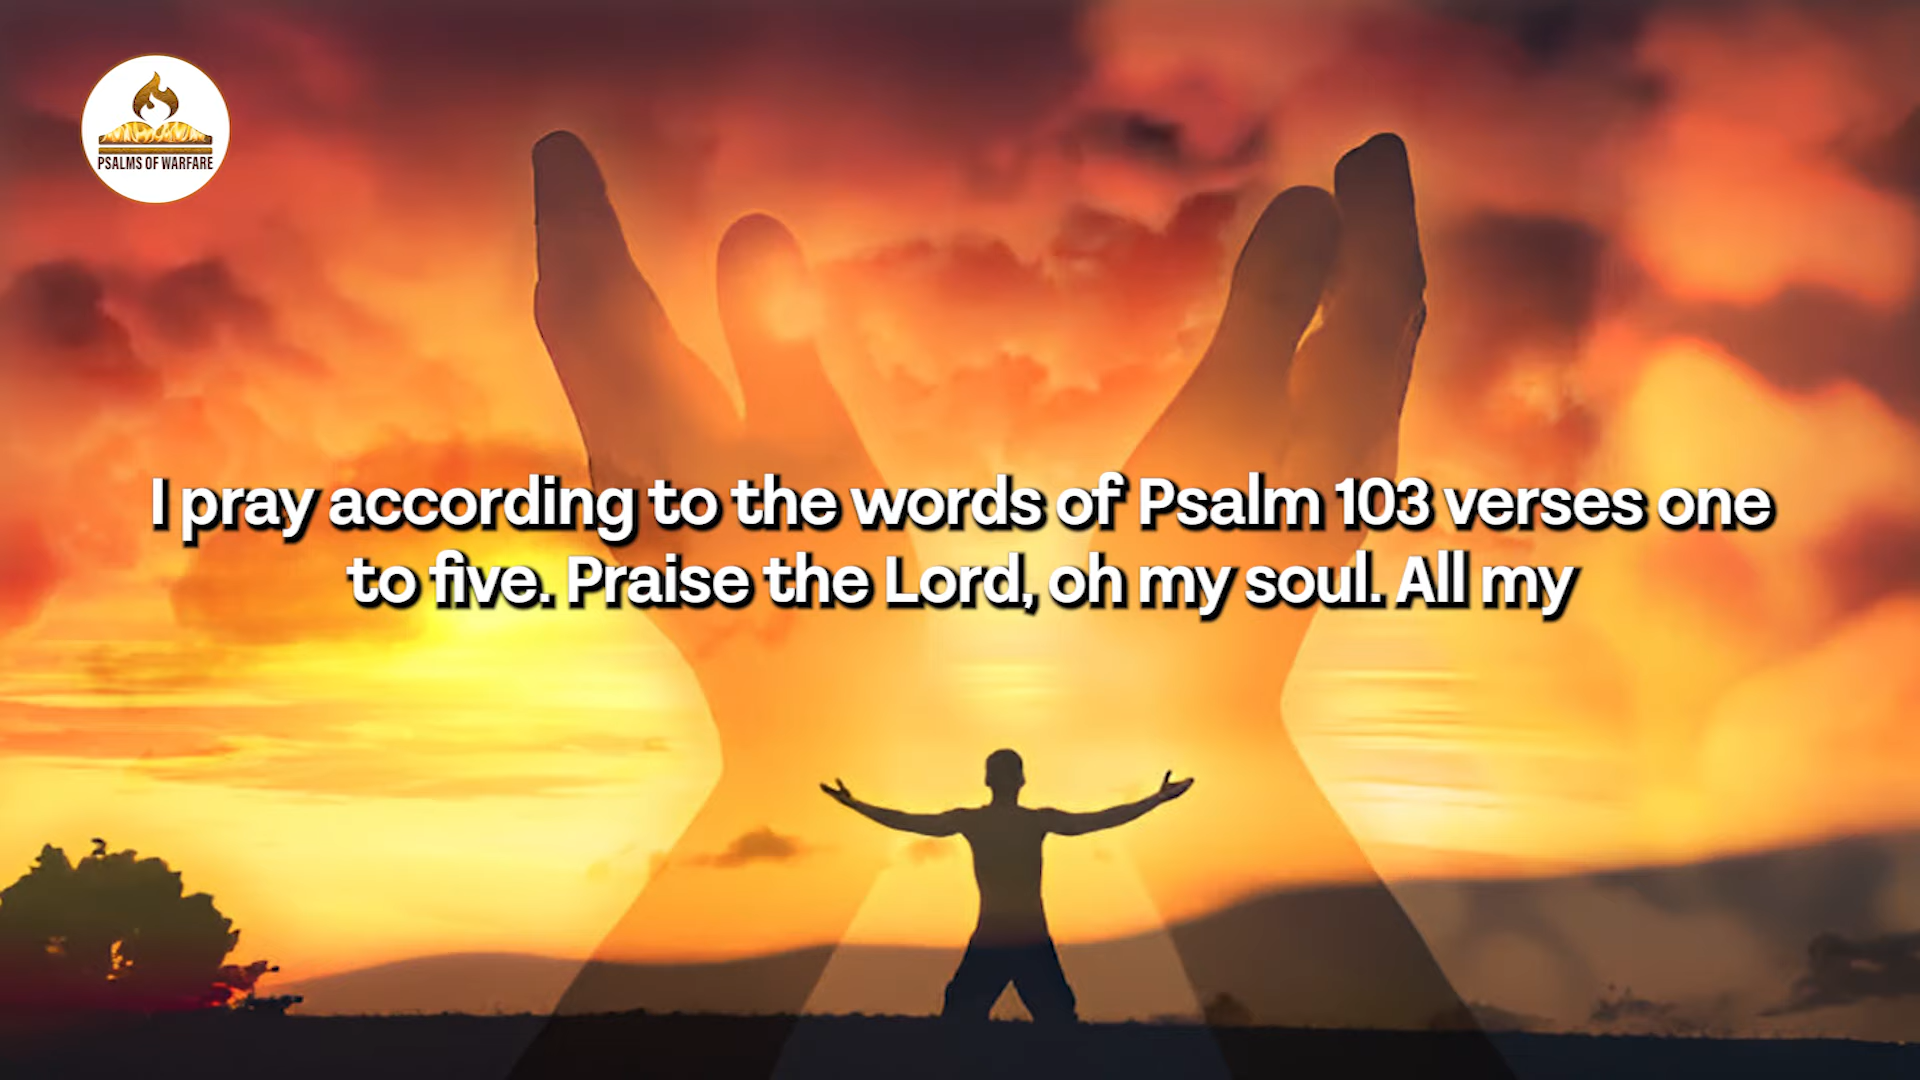 PSALMS OF WARFARE
I pray according to the words of Psalm 103 verses one
to five. Praise the Lord, oh my soul. All my